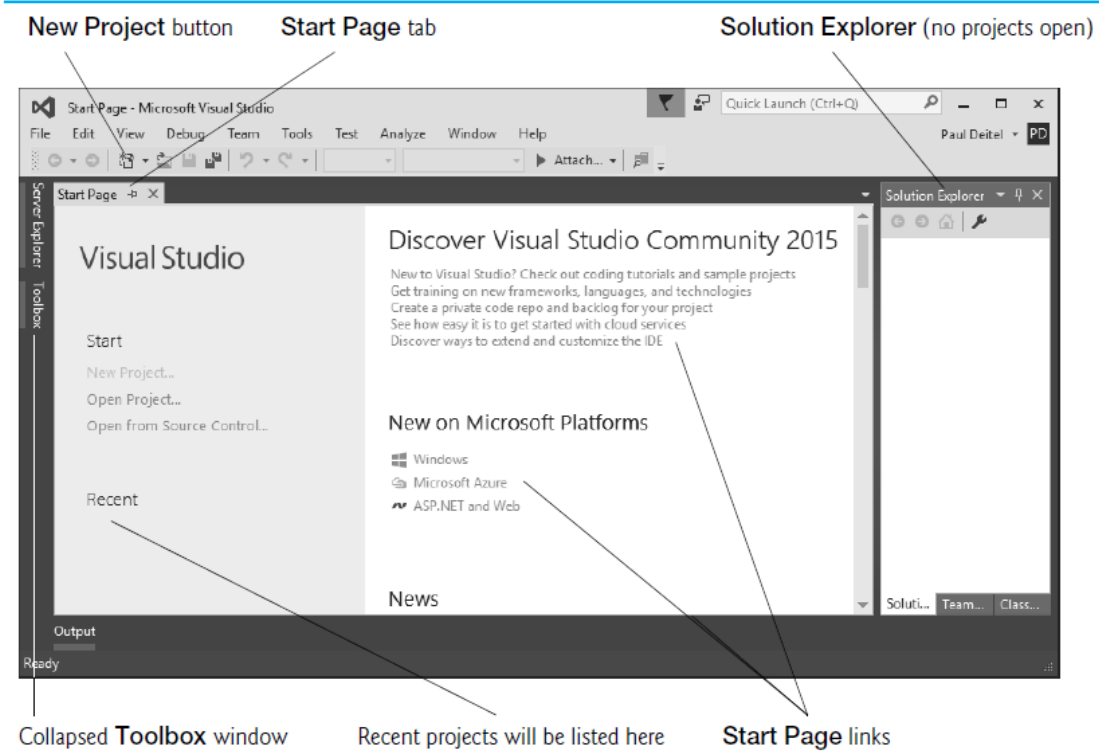 New Project button
Start Page tab
Solution Explorer (no projects open)
Start Page - Microsoft Visual Studio
Quick Launch (Ctrl+Q)
File Edit View Debug Team Tools Test Analyze Window Help
Paul Deitel PD
Attach...
Server Explorer
Toolbox
Start Page
Solution Explorer
Visual Studio
Start
New Project...
Open Project...
Open from Source Control...
Recent
Discover Visual Studio Community 2015
New to Visual Studio? Check out coding tutorials and sample projects
Get training on new frameworks, languages, and technologies
Create a private code repo and backlog for your project
See how easy it is to get started with cloud services
Discover ways to extend and customize the IDE
New on Microsoft Platforms
Windows
Microsoft Azure
ASP.NET and Web
News
Soluti... Team... Class...
Output
Ready
Collapsed Toolbox window
Recent projects will be listed here
Start Page links